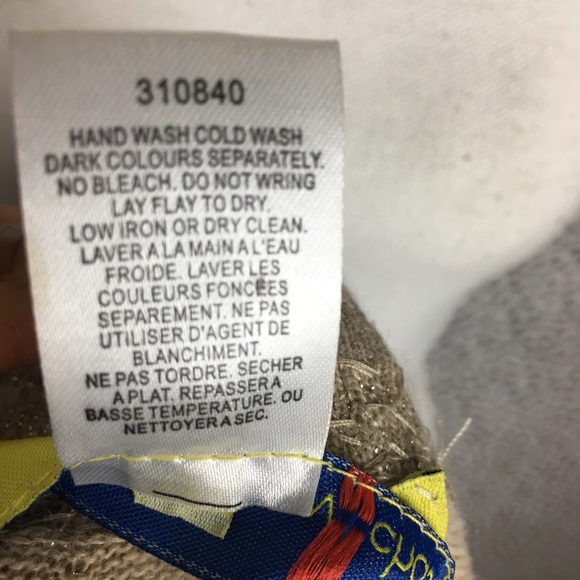 310840
HAND WASH COLD WASH
DARK COLOURS SEPARATELY.
NO BLEACH. DO NOT WRING
LAY FLAY TO DRY.
LOW IRON OR DRY CLEAN.
LAVER A LA MAIN A L'EAU
FROIDE. LAVER LES
COULEURS FONCEES
SEPAREMENT. NE PAS
UTILISER D'AGENT DE
BLANCHIMENT.
NE PAS TORDRE. SECHER
A PLAT. REPASSER A
BASSE TEMPERATURE. OU
NETTOYER A SEC.